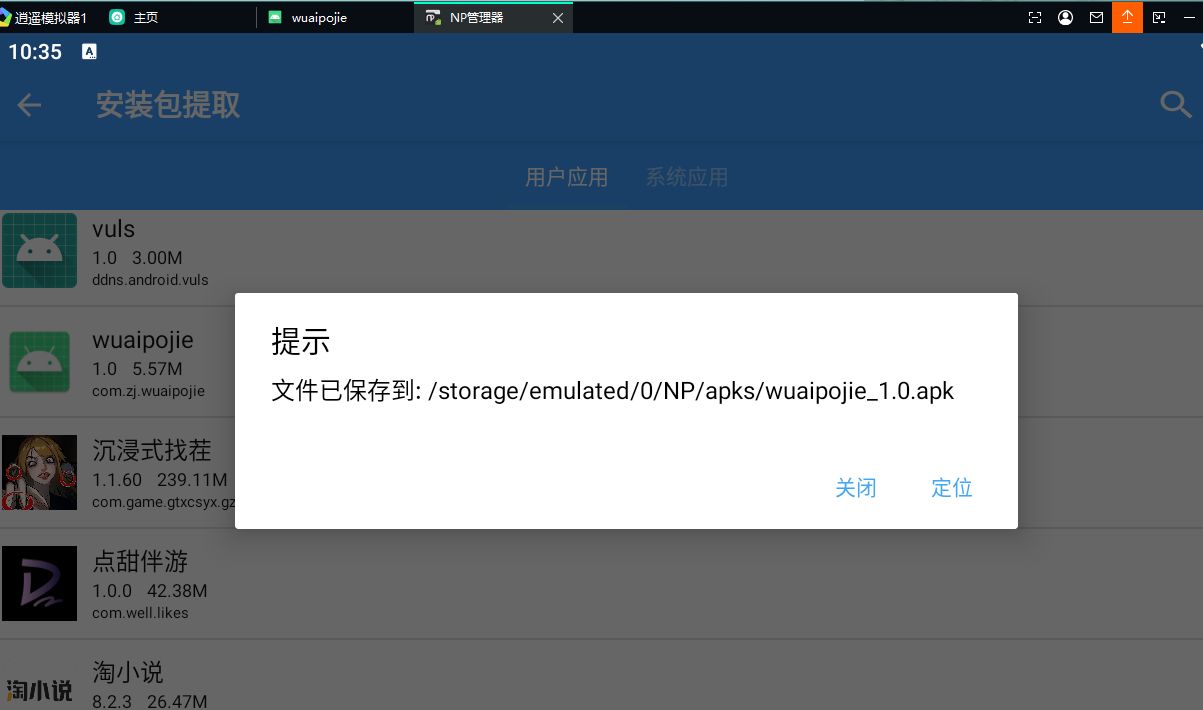 逍遥模拟器1 主页 wuaipojie NP管理器
10:35 A
安装包提取
用户应用 系统应用
vuls
1.0 3.00M
ddns.android.vuls
wuaipojie
1.0 5.57M
com.zj.wuaipojie
提示
文件已保存到: /storage/emulated/0/NP/apks/wuaipojie_1.0.apk
关闭 定位
沉浸式找茬
1.1.60 239.11M
com.game.gtxcsyx.gz
点甜伴游
1.0.0 42.38M
com.well.likes
淘小说
淘小说
8.2.3 26.47M